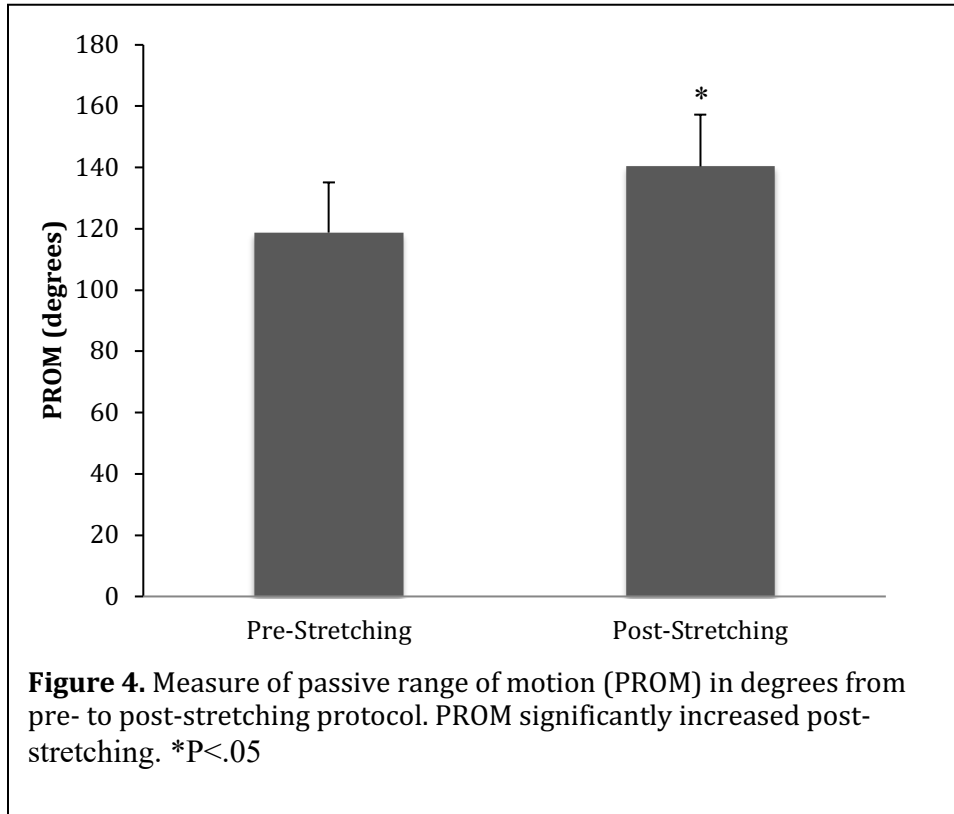 180
160
140
120
100
80
60
40
20
0
PROM (degrees)
*
Pre-Stretching
Post-Stretching
Figure 4. Measure of passive range of motion (PROM) in degrees from
pre- to post-stretching protocol. PROM significantly increased post-
stretching. *P<.05